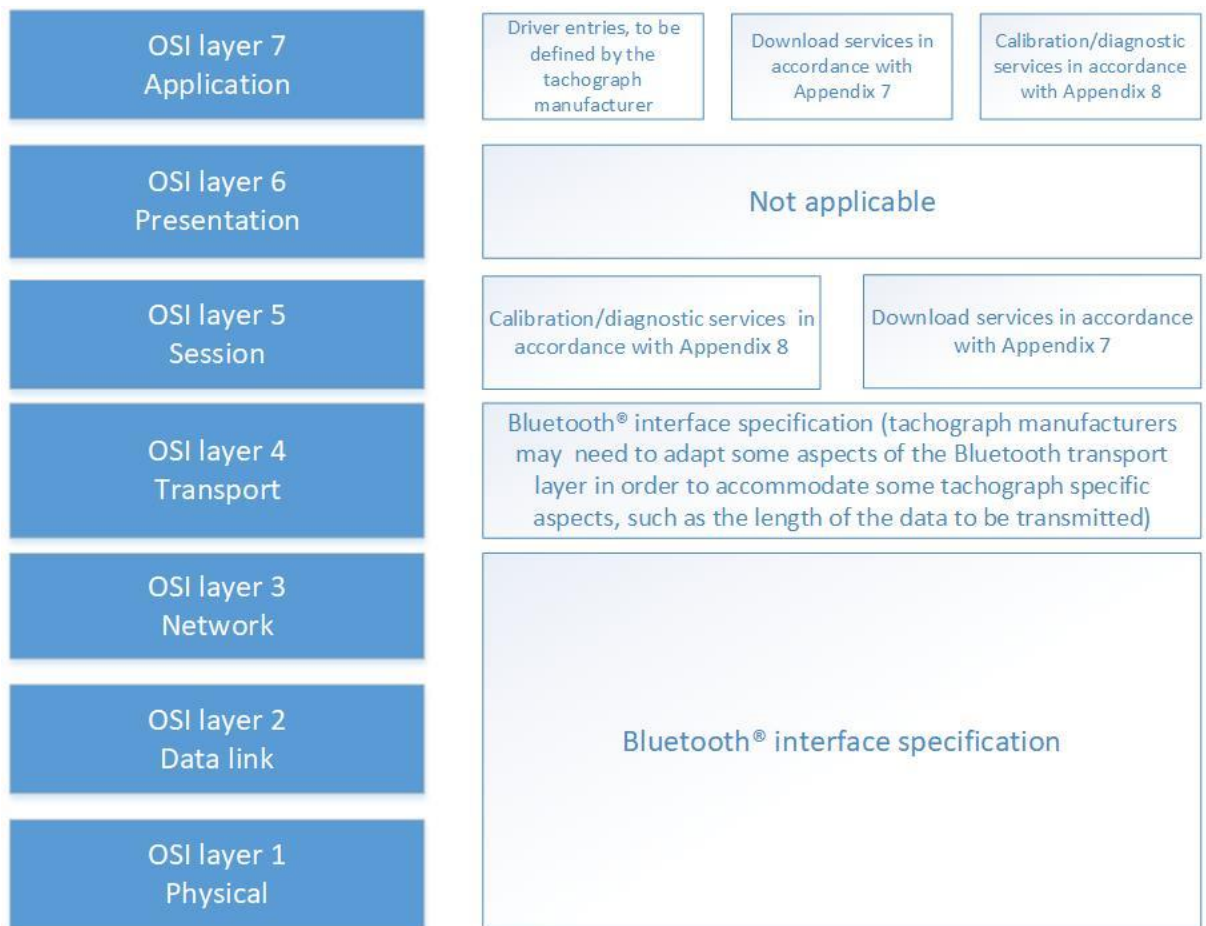 OSI layer 7
Application
Driver entries, to be
defined by the
tachograph
manufacturer
Download services in
accordance with
Appendix 7
Calibration/diagnostic
services in accordance
with Appendix 8
OSI layer 6
Presentation
Not applicable
OSI layer 5
Session
Calibration/diagnostic services in
accordance with Appendix 8
Download services in accordance
with Appendix 7
OSI layer 4
Transport
Bluetooth® interface specification (tachograph manufacturers
may need to adapt some aspects of the Bluetooth transport
layer in order to accommodate some tachograph specific
aspects, such as the length of the data to be transmitted)
OSI layer 3
Network
OSI layer 2
Data link
Bluetooth® interface specification
OSI layer 1
Physical